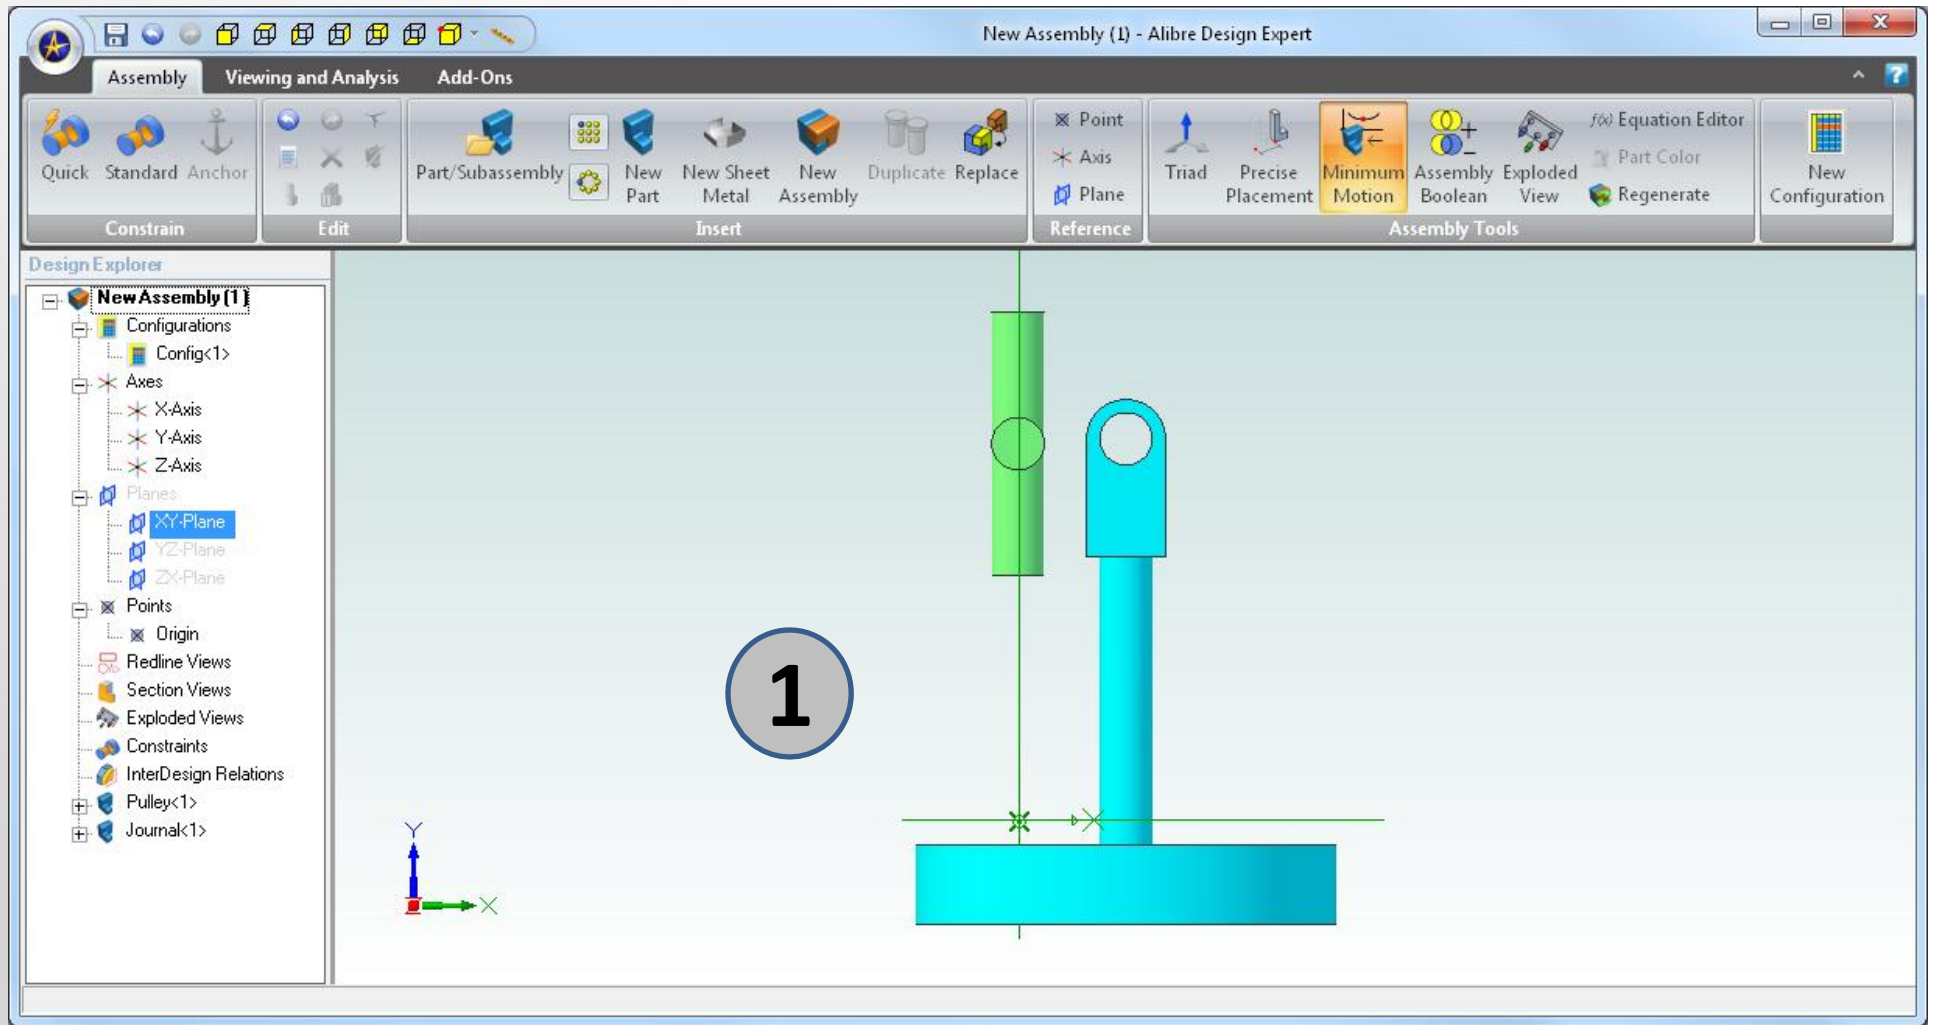 New Assembly (1) - Alibre Design Expert
Assembly
Viewing and Analysis
Add-Ons
Quick
Standard
Anchor
Constrain
Edit
Part/Subassembly
New
Part
New Sheet
Metal
New
Assembly
Duplicate
Replace
Insert
Point
Axis
Plane
Reference
Triad
Precise
Placement
Minimum
Motion
Assembly
Boolean
Exploded
View
f(x) Equation Editor
Part Color
Regenerate
Assembly Tools
New
Configuration
Design Explorer
New Assembly (1)
Configurations
Config<1>
Axes
X-Axis
Y-Axis
Z-Axis
Planes
XY-Plane
YZ-Plane
ZX-Plane
Points
Origin
Redline Views
Section Views
Exploded Views
Constraints
InterDesign Relations
Pulley<1>
Journal<1>
1
Y
X
X